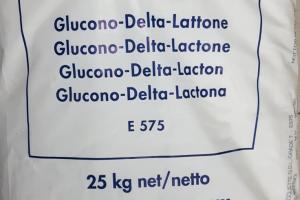 Glucono-Delta-Lattone
Glucono-Delta-Lactone
Glucono-Delta-Lacton
Glucono-Delta-Lactona
E 575
25 kg net/netto